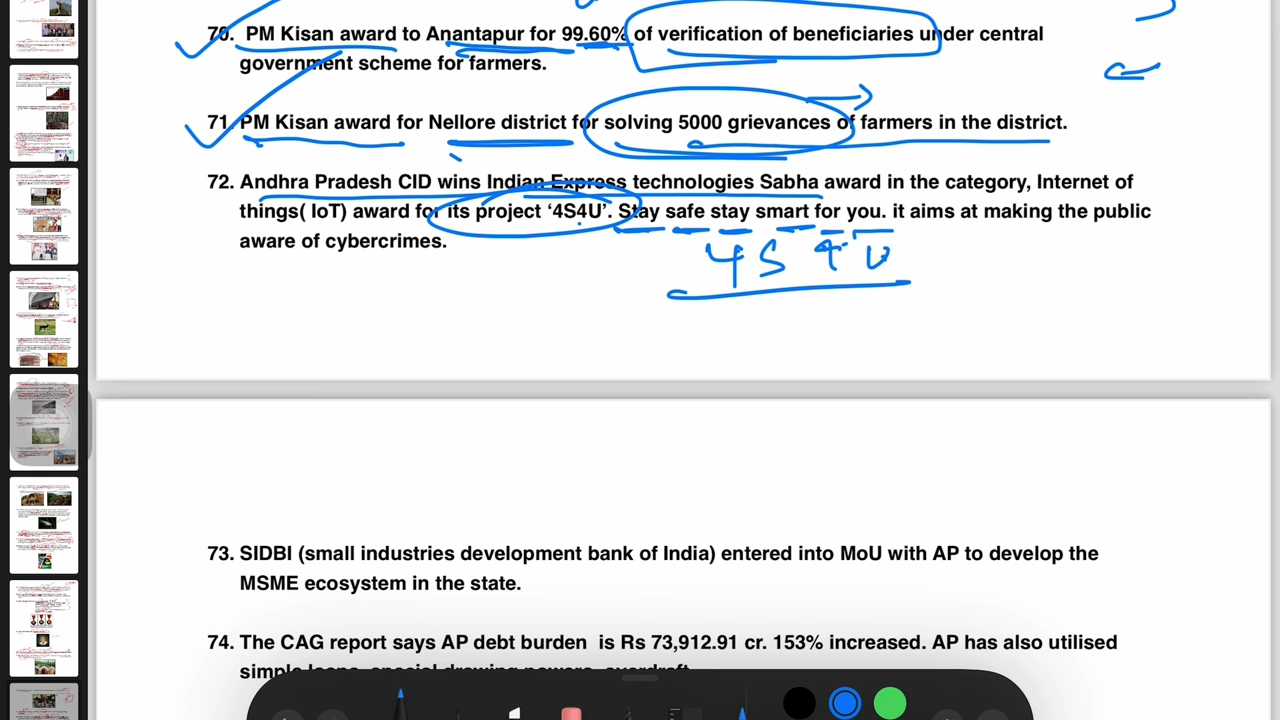 70. PM Kisan award to Anantapur for 99.60% of verification of beneficiaries under central
government scheme for farmers.
71. PM Kisan award for Nellore district for solving 5000 grievances of farmers in the district.
72. Andhra Pradesh CID wins Indian Express technologies Sabha award in the category, Internet of
things( IoT) award for its project ‘4S4U’. Stay safe stay smart for you. it aims at making the public
aware of cybercrimes.
4S 4U
73. SIDBI (small industries development bank of India) entered into MoU with AP to develop the
MSME ecosystem in the state.
74. The CAG report says AP debt burden is Rs 73,912.91 or. 153% increased. AP has also utilised